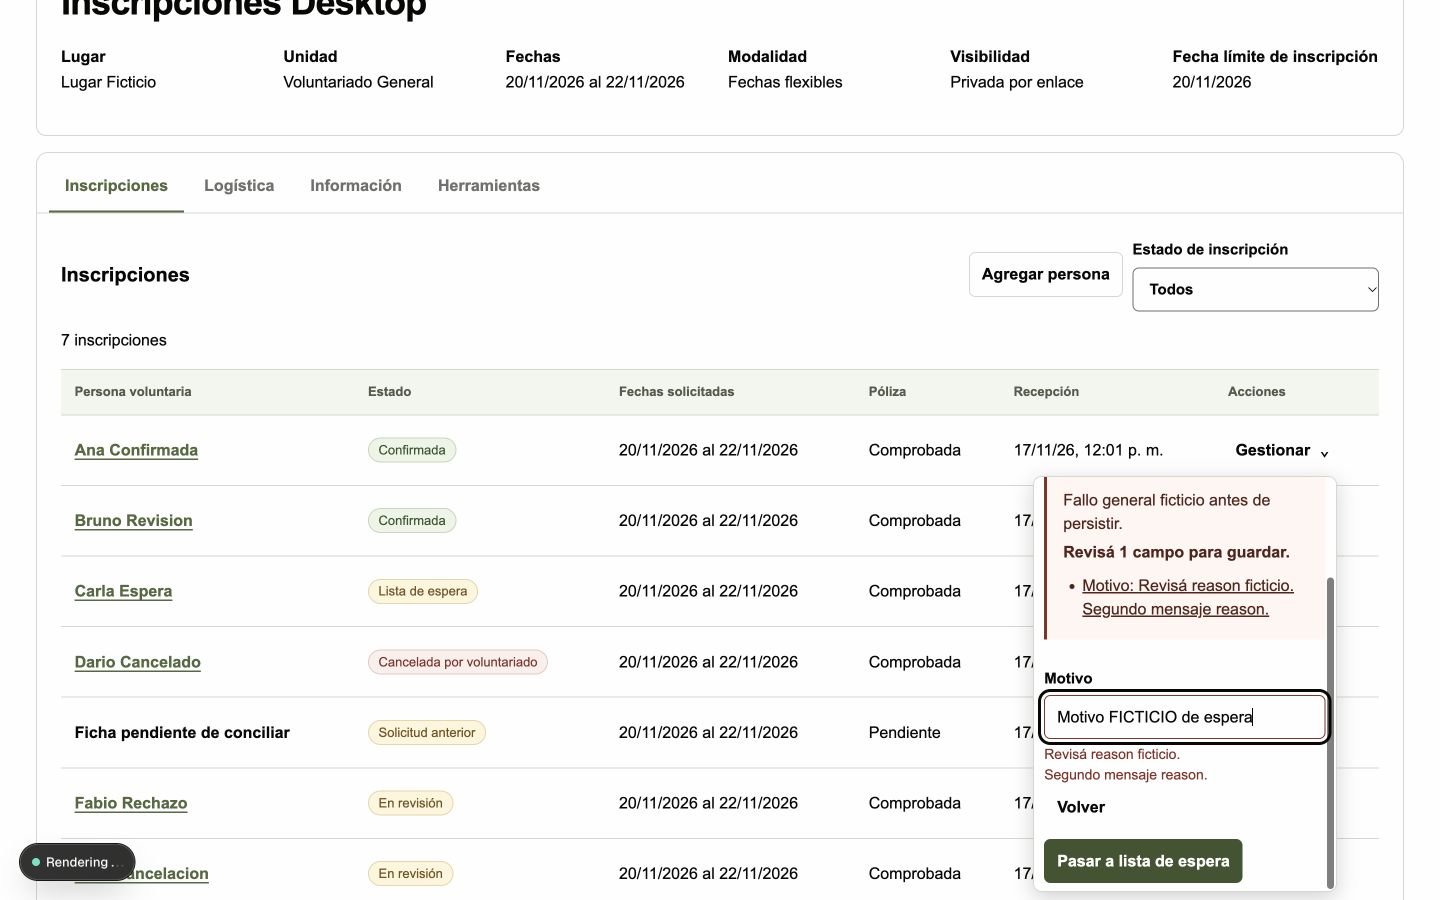 Inscripciones Desktop
Lugar
Lugar Ficticio
Unidad
Voluntariado General
Fechas
20/11/2026 al 22/11/2026
Modalidad
Fechas flexibles
Visibilidad
Privada por enlace
Fecha límite de inscripción
20/11/2026
Inscripciones
Logística
Información
Herramientas
Inscripciones
Agregar persona
Estado de inscripción
Todos
7 inscripciones
Persona voluntaria
Estado
Fechas solicitadas
Póliza
Recepción
Acciones
Ana Confirmada
Confirmada
20/11/2026 al 22/11/2026
Comprobada
17/11/26, 12:01 p. m.
Gestionar
Bruno Revision
Confirmada
20/11/2026 al 22/11/2026
Comprobada
17/
Carla Espera
Lista de espera
20/11/2026 al 22/11/2026
Comprobada
17/
Dario Cancelado
Cancelada por voluntariado
20/11/2026 al 22/11/2026
Comprobada
17/
Ficha pendiente de conciliar
Solicitud anterior
20/11/2026 al 22/11/2026
Pendiente
17/
Fabio Rechazo
En revisión
20/11/2026 al 22/11/2026
Comprobada
17/
ancelacion
En revisión
20/11/2026 al 22/11/2026
Comprobada
17/
Fallo general ficticio antes de
persistir.
Revisá 1 campo para guardar.
Motivo: Revisá reason ficticio.
Segundo mensaje reason.
Motivo
Motivo FICTICIO de espera
Revisá reason ficticio.
Segundo mensaje reason.
Volver
Pasar a lista de espera
Rendering ...